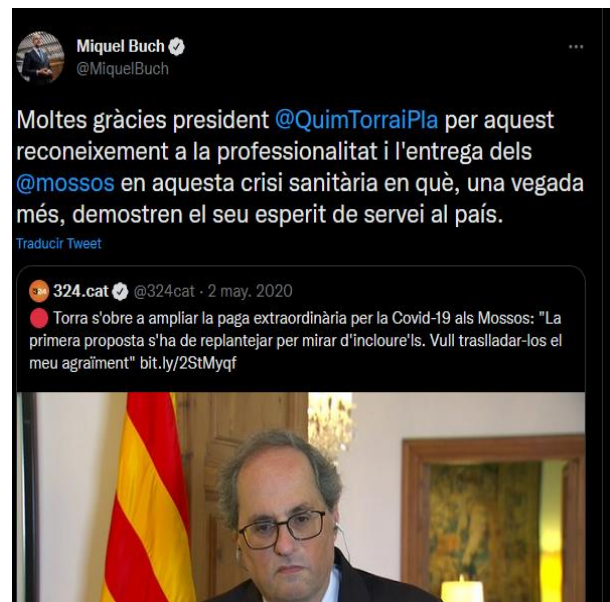 Miquel Buch
@MiquelBuch
Moltes gràcies president @QuimTorraiPla per aquest
reconeixement a la professionalitat i l'entrega dels
@mossos en aquesta crisi sanitària en què, una vegada
més, demostren el seu esperit de servei al país.
Traducir Tweet
324.cat @324cat · 2 may. 2020
Torra s'obre a ampliar la paga extraordinària per la Covid-19 als Mossos: "La
primera proposta s'ha de replantejar per mirar d'incloure'ls. Vull traslladar-los el
meu agraïment" bit.ly/2StMyqf